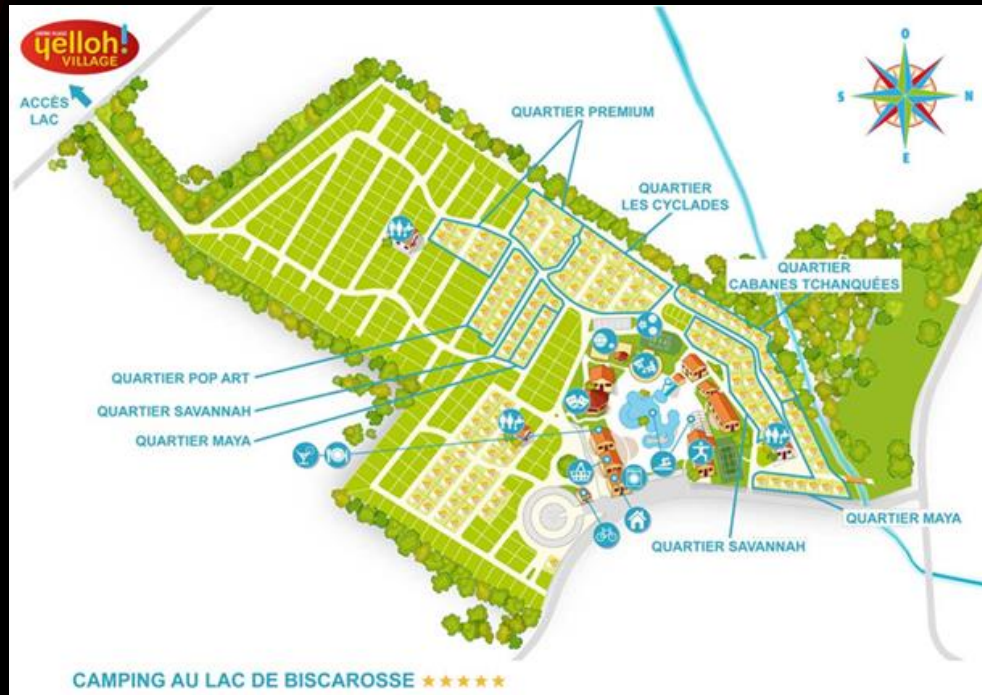 yelloh!
VILLAGE
ACCÈS
LAC
QUARTIER PREMIUM
QUARTIER
LES CYCLADES
O
S
N
E
QUARTIER
CABANES TCHANQUÉES
QUARTIER POP ART
QUARTIER SAVANNAH
QUARTIER MAYA
QUARTIER MAYA
QUARTIER SAVANNAH
CAMPING AU LAC DE BISCAROSSE